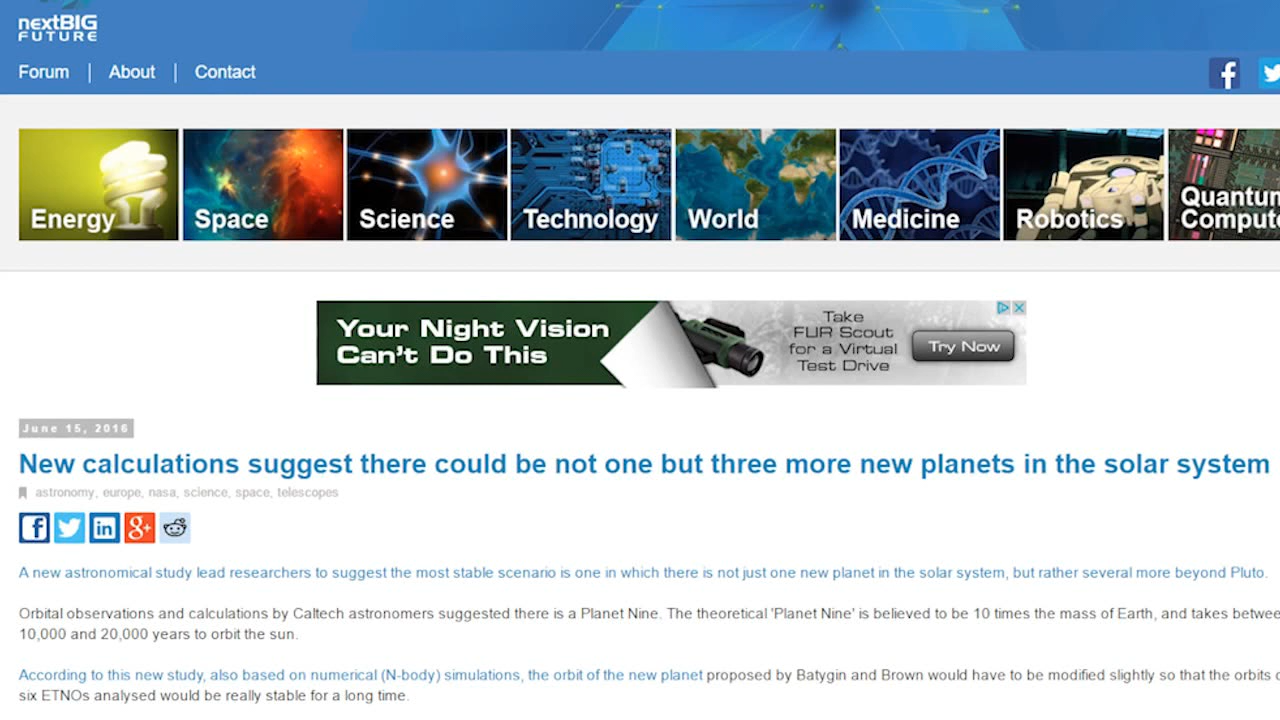 nextBIG
FUTURE
Forum | About | Contact
Energy
Space
Science
Technology
World
Medicine
Robotics
Quantum
Comput
Your Night Vision
Can't Do This
Take
FLIR Scout
for a Virtual
Test Drive
Try Now
June 15, 2016
New calculations suggest there could be not one but three more new planets in the solar system
astronomy, europe, nasa, science, space, telescopes
A new astronomical study lead researchers to suggest the most stable scenario is one in which there is not just one new planet in the solar system, but rather several more beyond Pluto.
Orbital observations and calculations by Caltech astronomers suggested there is a Planet Nine. The theoretical 'Planet Nine' is believed to be 10 times the mass of Earth, and takes betwee
10,000 and 20,000 years to orbit the sun.
According to this new study, also based on numerical (N-body) simulations, the orbit of the new planet proposed by Batygin and Brown would have to be modified slightly so that the orbits
six ETNOs analysed would be really stable for a long time.